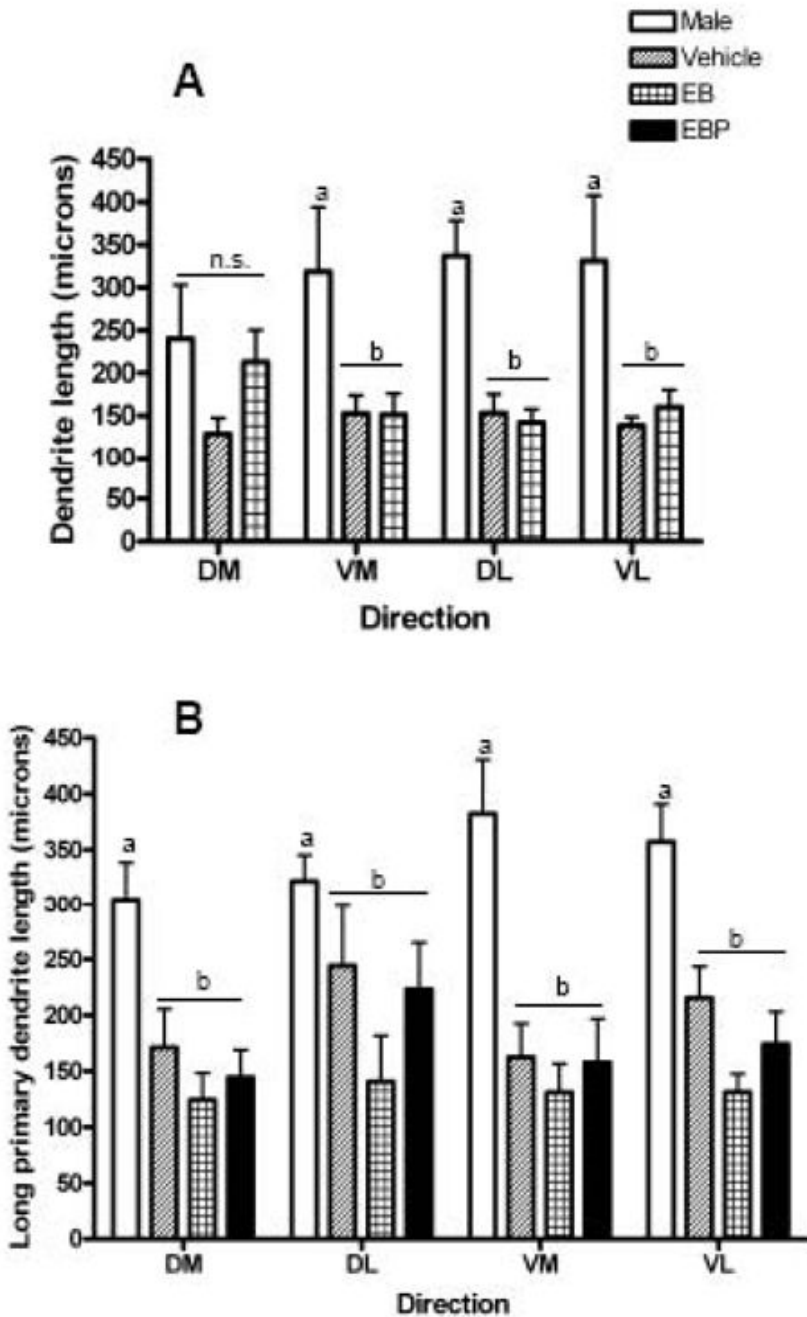 Male
Vehicle
EB
EBP
A
Dendrite length (microns)
450
400
350
300
250
200
150
100
50
0
n.s.
a
b
a
b
a
b
DM VM DL VL
Direction
B
Long primary dendrite length (microns)
450
400
350
300
250
200
150
100
50
0
a
b
a
b
a
b
a
b
DM DL VM VL
Direction